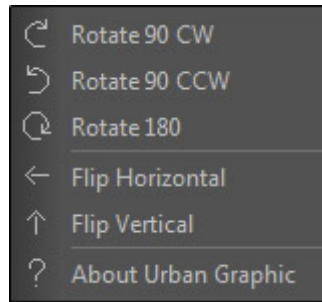 Rotate 90 CW
Rotate 90 CCW
Rotate 180
Flip Horizontal
Flip Vertical
? About Urban Graphic